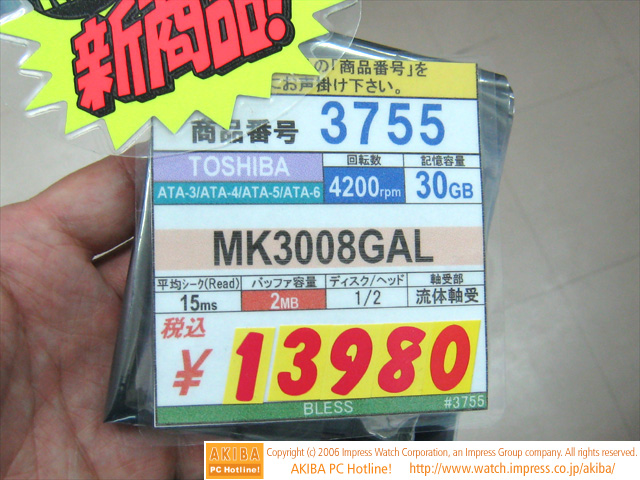 新商品!
の「商品番号」を
にお声掛け下さい。
商品番号 3755
TOSHIBA
ATA-3/ATA-4/ATA-5/ATA-6
回転数
4200rpm
記憶容量
30GB
MK3008GAL
平均シーク(Read)
15ms
バッファ容量
2MB
ディスク/ヘッド
1/2
軸受部
流体軸受
税込
¥ 13980
BLESS #3755
AKIBA
PC Hotline!
Copyright (c) 2006 Impress Watch Corporation, an Impress Group company. All rights reserved.
AKIBA PC Hotline! http://www.watch.impress.co.jp/akiba/